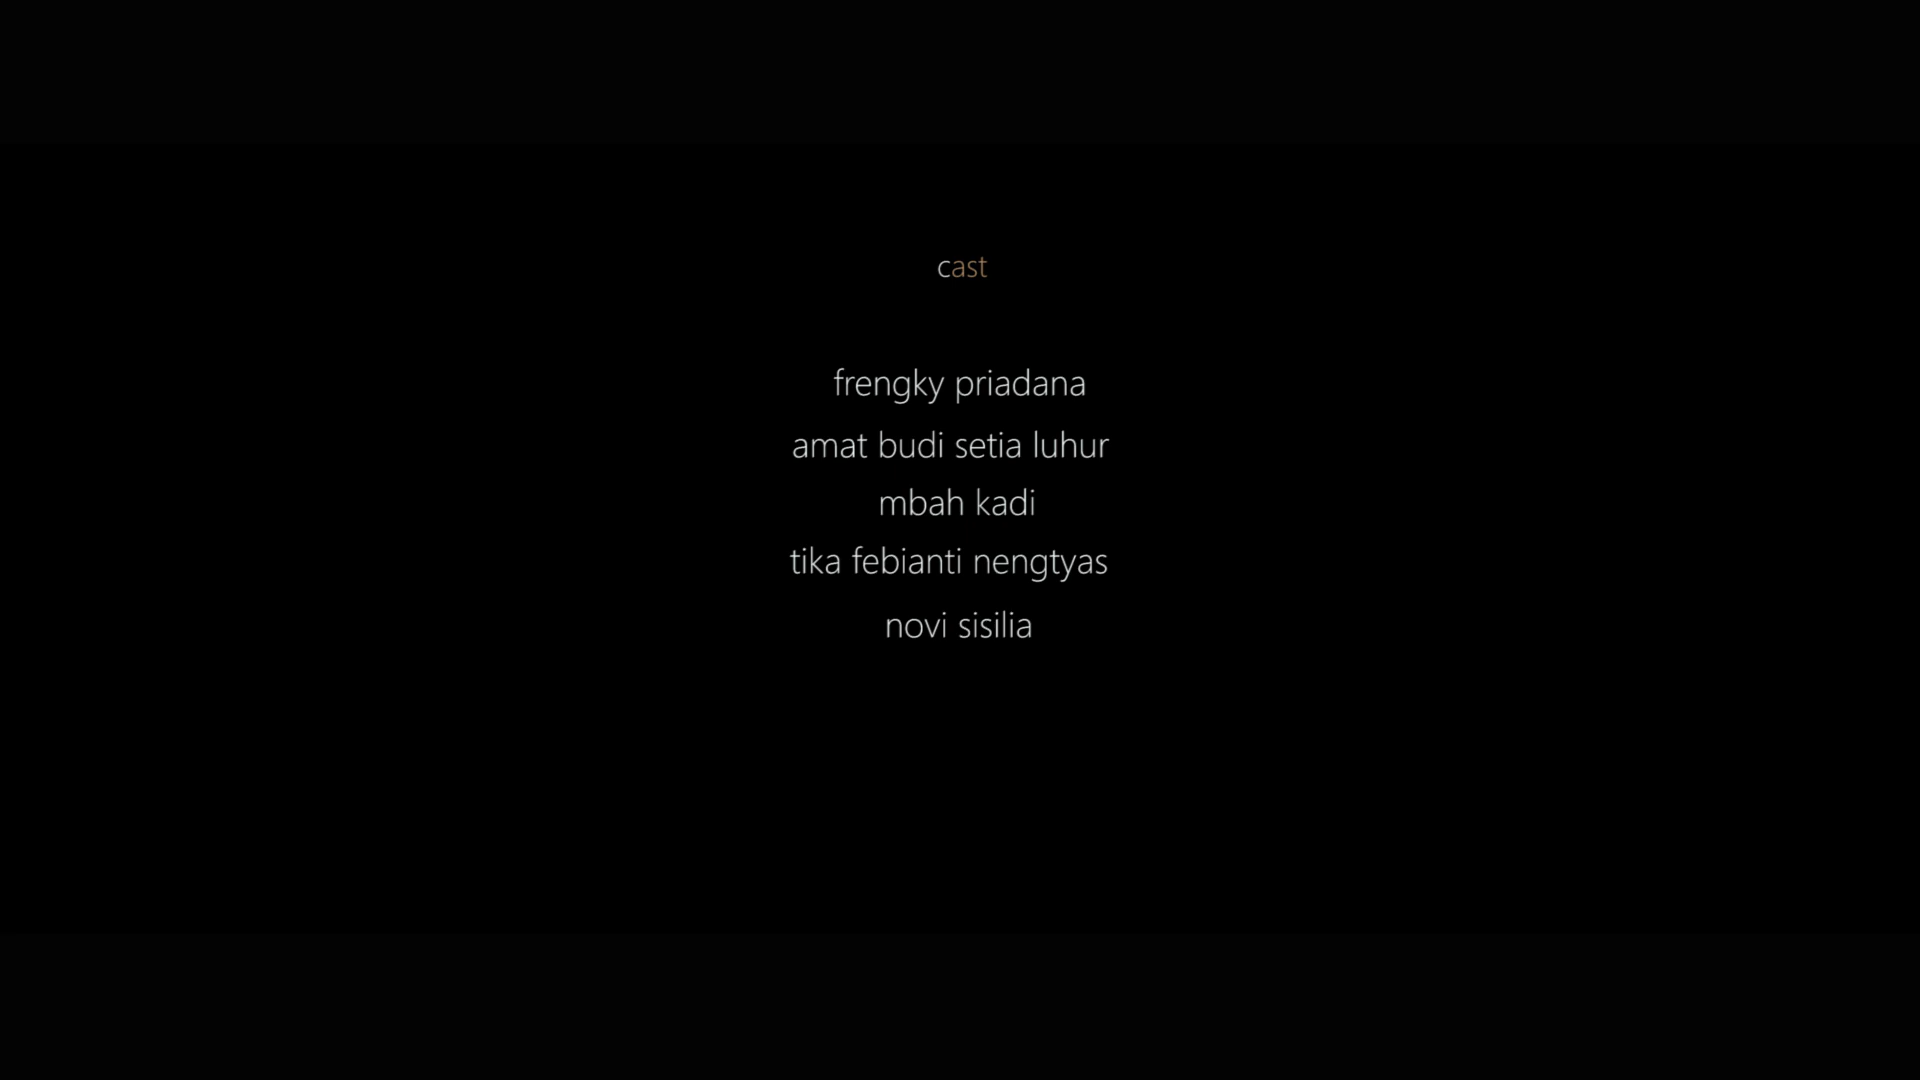 cast
frengky priadana
amat budi setia luhur
mbah kadi
tika febianti nengtyas
novi sisilia